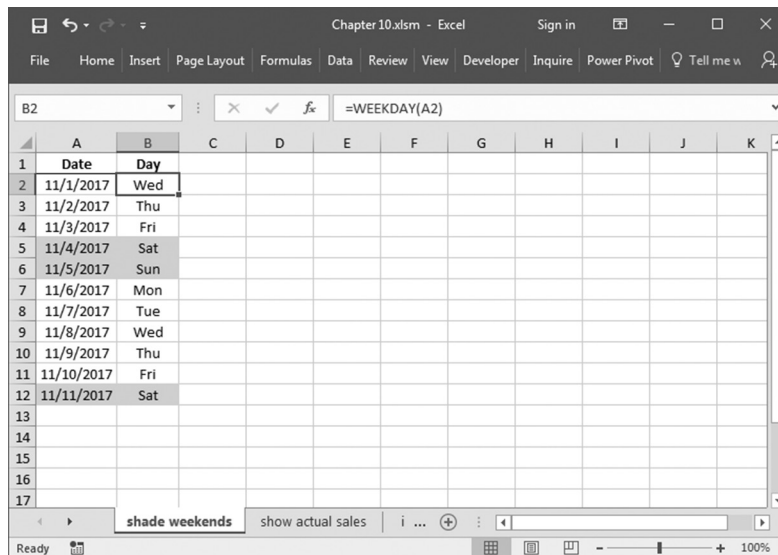 Chapter 10.xlsm - Excel Sign in
File Home Insert Page Layout Formulas Data Review View Developer Inquire Power Pivot Tell me
B2 fx =WEEKDAY(A2)
A B C D E F G H I J K
1 Date Day
2 11/1/2017 Wed
3 11/2/2017 Thu
4 11/3/2017 Fri
5 11/4/2017 Sat
6 11/5/2017 Sun
7 11/6/2017 Mon
8 11/7/2017 Tue
9 11/8/2017 Wed
10 11/9/2017 Thu
11 11/10/2017 Fri
12 11/11/2017 Sat
13
14
15
16
17
shade weekends show actual sales i ...
Ready 100%